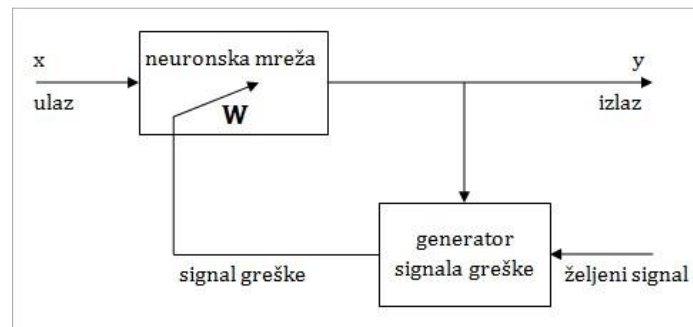 x
ulaz
neuronska mreža
W
y
izlaz
generator
signala greške
signal greške
željeni signal